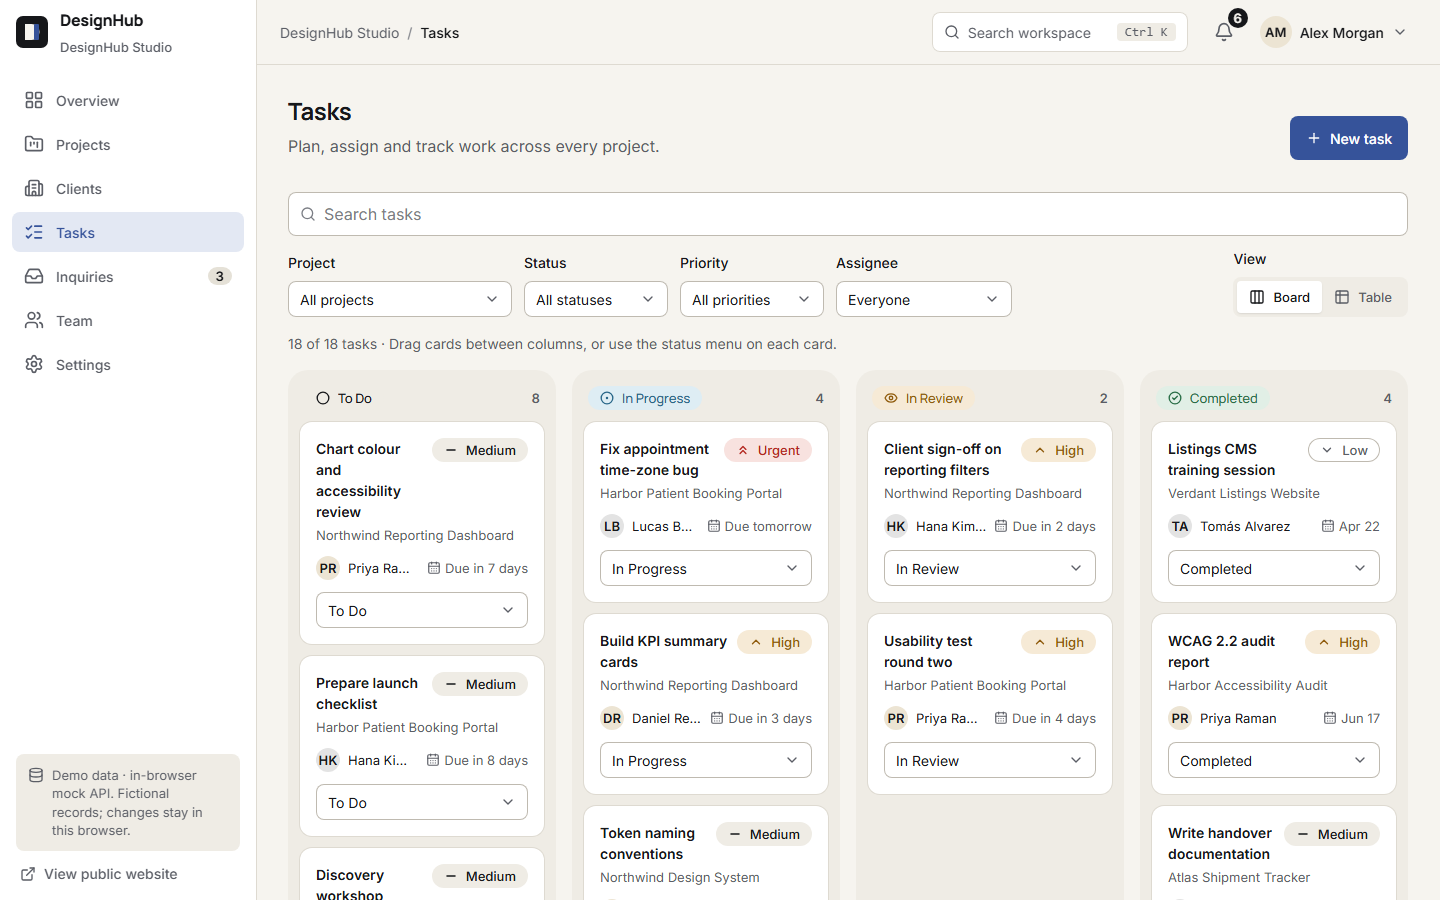 DesignHub
DesignHub Studio
Overview
Projects
Clients
Tasks
Inquiries 3
Team
Settings
Demo data · in-browser
mock API. Fictional
records; changes stay in
this browser.
View public website
DesignHub Studio / Tasks
Search workspace Ctrl K
6
AM Alex Morgan
Tasks
Plan, assign and track work across every project.
New task
Search tasks
Project
All projects
Status
All statuses
Priority
All priorities
Assignee
Everyone
View
Board Table
18 of 18 tasks · Drag cards between columns, or use the status menu on each card.
To Do 8
Chart colour
and
accessibility
review
Medium
Northwind Reporting Dashboard
PR Priya Ra... Due in 7 days
To Do
Prepare launch
checklist
Medium
Harbor Patient Booking Portal
HK Hana Ki... Due in 8 days
To Do
Discovery
workshop
Medium
In Progress 4
Fix appointment
time-zone bug
Urgent
Harbor Patient Booking Portal
LB Lucas B... Due tomorrow
In Progress
Build KPI summary
cards
High
Northwind Reporting Dashboard
DR Daniel Re... Due in 3 days
In Progress
Token naming
conventions
Medium
Northwind Design System
In Review 2
Client sign-off on
reporting filters
High
Northwind Reporting Dashboard
HK Hana Kim... Due in 2 days
In Review
Usability test
round two
High
Harbor Patient Booking Portal
PR Priya Ra... Due in 4 days
In Review
Completed 4
Listings CMS
training session
Low
Verdant Listings Website
TA Tomás Alvarez Apr 22
Completed
WCAG 2.2 audit
report
High
Harbor Accessibility Audit
PR Priya Raman Jun 17
Completed
Write handover
documentation
Medium
Atlas Shipment Tracker